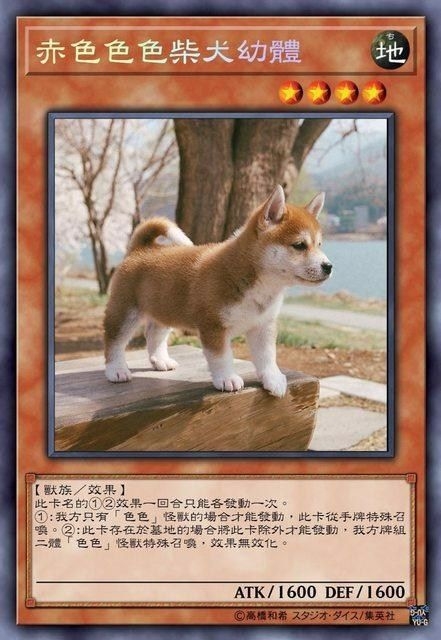 赤色色色柴犬幼體
ち
地
【獸族／效果】
此卡名的①②效果一回合只能各發動一次。
①:我方只有「色色」怪獸的場合才能發動，此卡從手牌特殊召
喚。②:此卡存在於墓地的場合將此卡除外才能發動，我方牌組
二體「色色」怪獸特殊召喚，效果無效化。
ATK/1600 DEF/1600
©高橋和希 スタジオ・ダイス/集英社